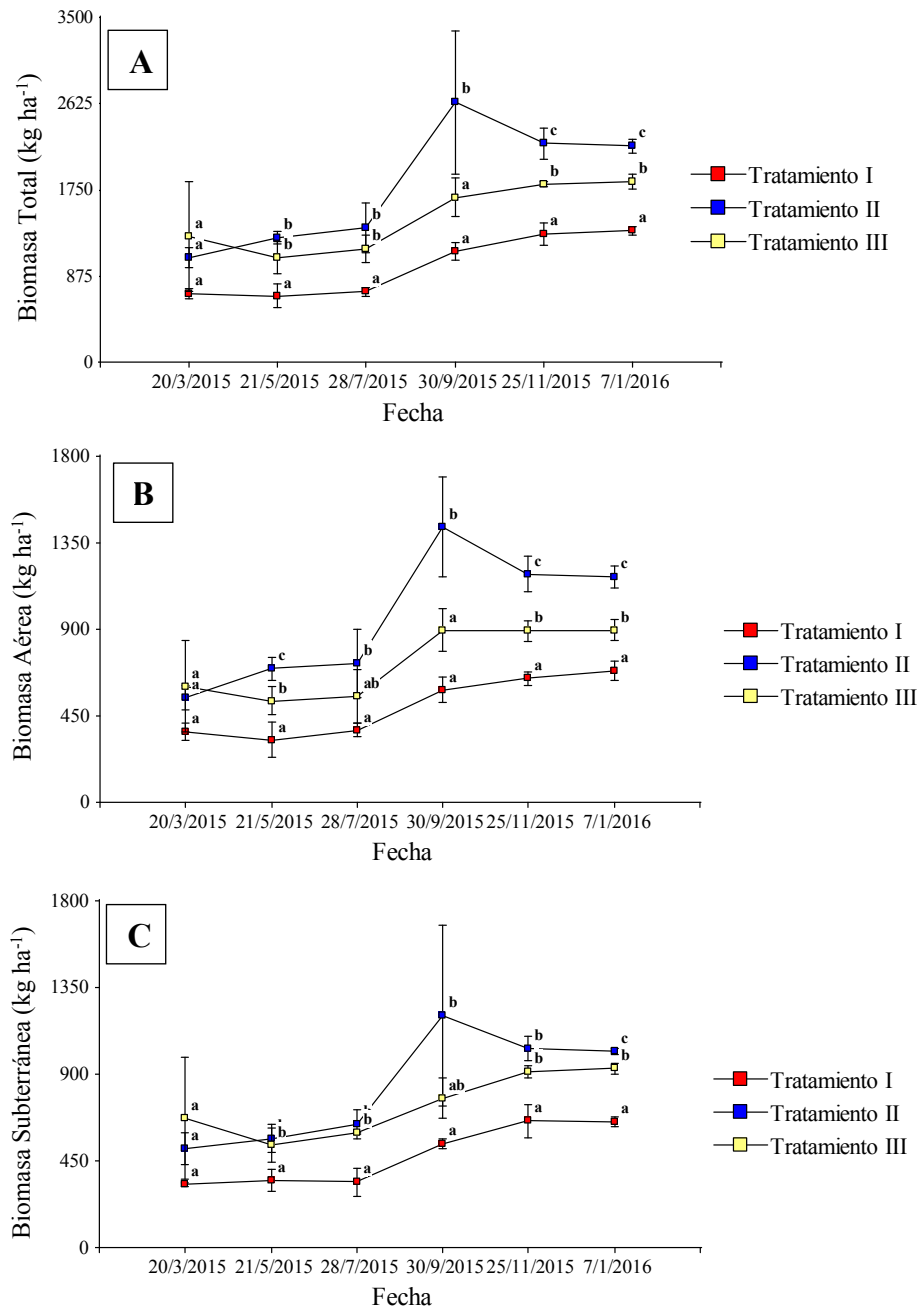 A
Biomasa Total (kg ha-1)
3500
2625
1750
875
0
b
c
c
a
b
b
a
b
b
a
b
b
a
a
a
a
a
a
Tratamiento I
Tratamiento II
Tratamiento III
20/3/2015 21/5/2015 28/7/2015 30/9/2015 25/11/2015 7/1/2016
Fecha
B
Biomasa Aérea (kg ha-1)
1800
1350
900
450
0
b
c
c
a
b
b
a
c
b
a
b
ab
a
a
a
a
a
a
Tratamiento I
Tratamiento II
Tratamiento III
20/3/2015 21/5/2015 28/7/2015 30/9/2015 25/11/2015 7/1/2016
Fecha
C
Biomasa Subterránea (kg ha-1)
1800
1350
900
450
0
b
b
c
ab
b
b
a
b
b
a
a
a
a
a
a
a
Tratamiento I
Tratamiento II
Tratamiento III
20/3/2015 21/5/2015 28/7/2015 30/9/2015 25/11/2015 7/1/2016
Fecha